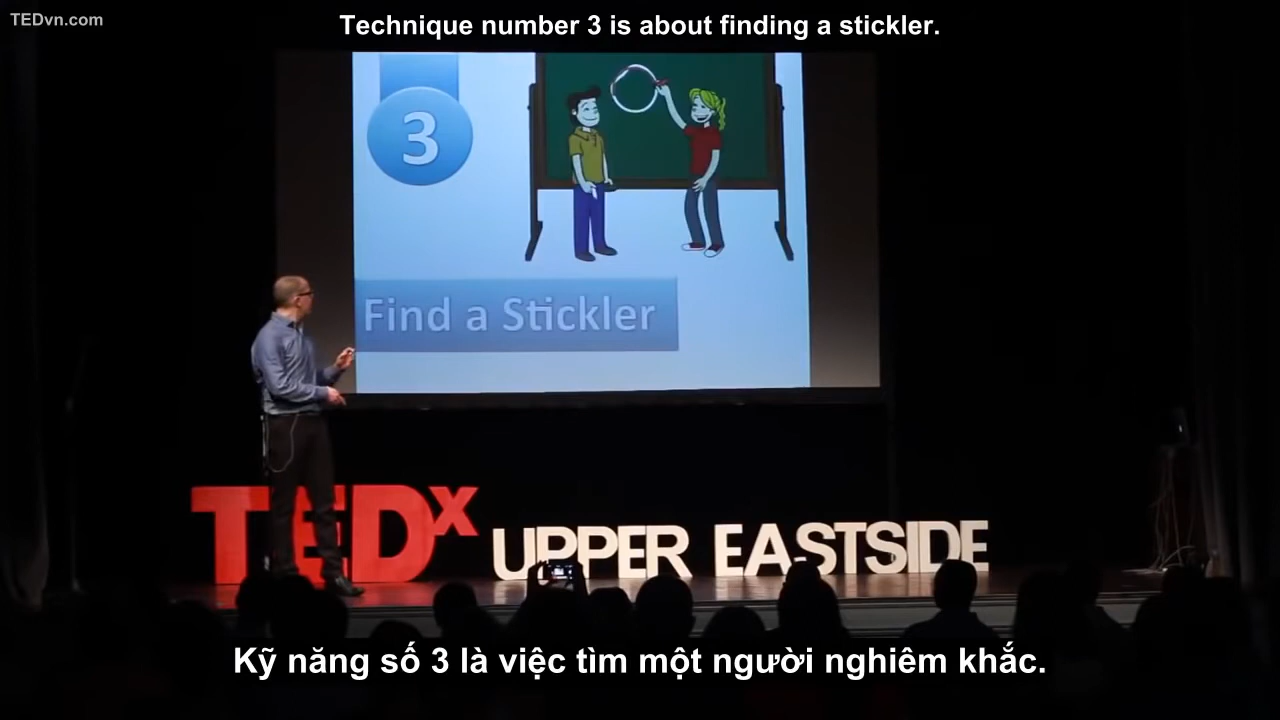 TEDvn.com
Technique number 3 is about finding a stickler.
3
Find a Stickler
TEDx
UPPER EASTSIDE
Kỹ năng số 3 là việc tìm một người nghiêm khắc.